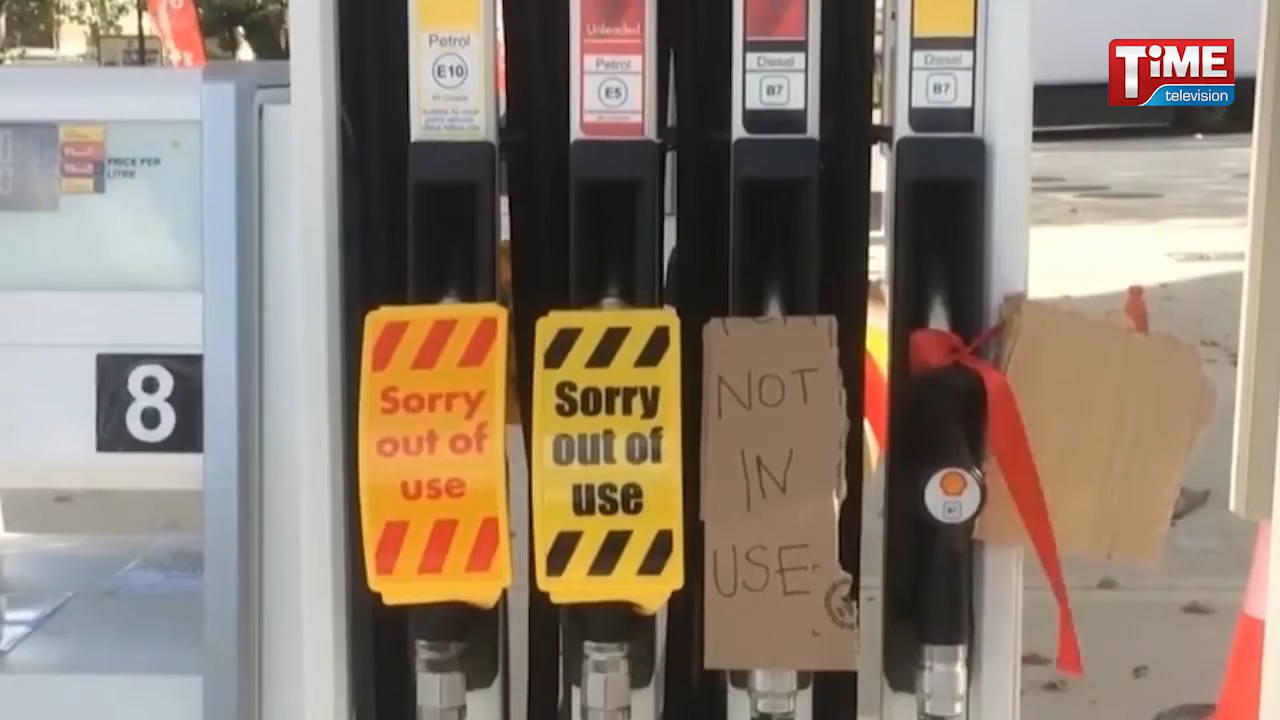 TiME
television
Petrol
E10
Unleaded
Petrol
E5
Diesel
B7
Diesel
B7
PRICE PER
LITRE
8
Sorry
out of
use
Sorry
out of
use
NOT
IN
USE
B7